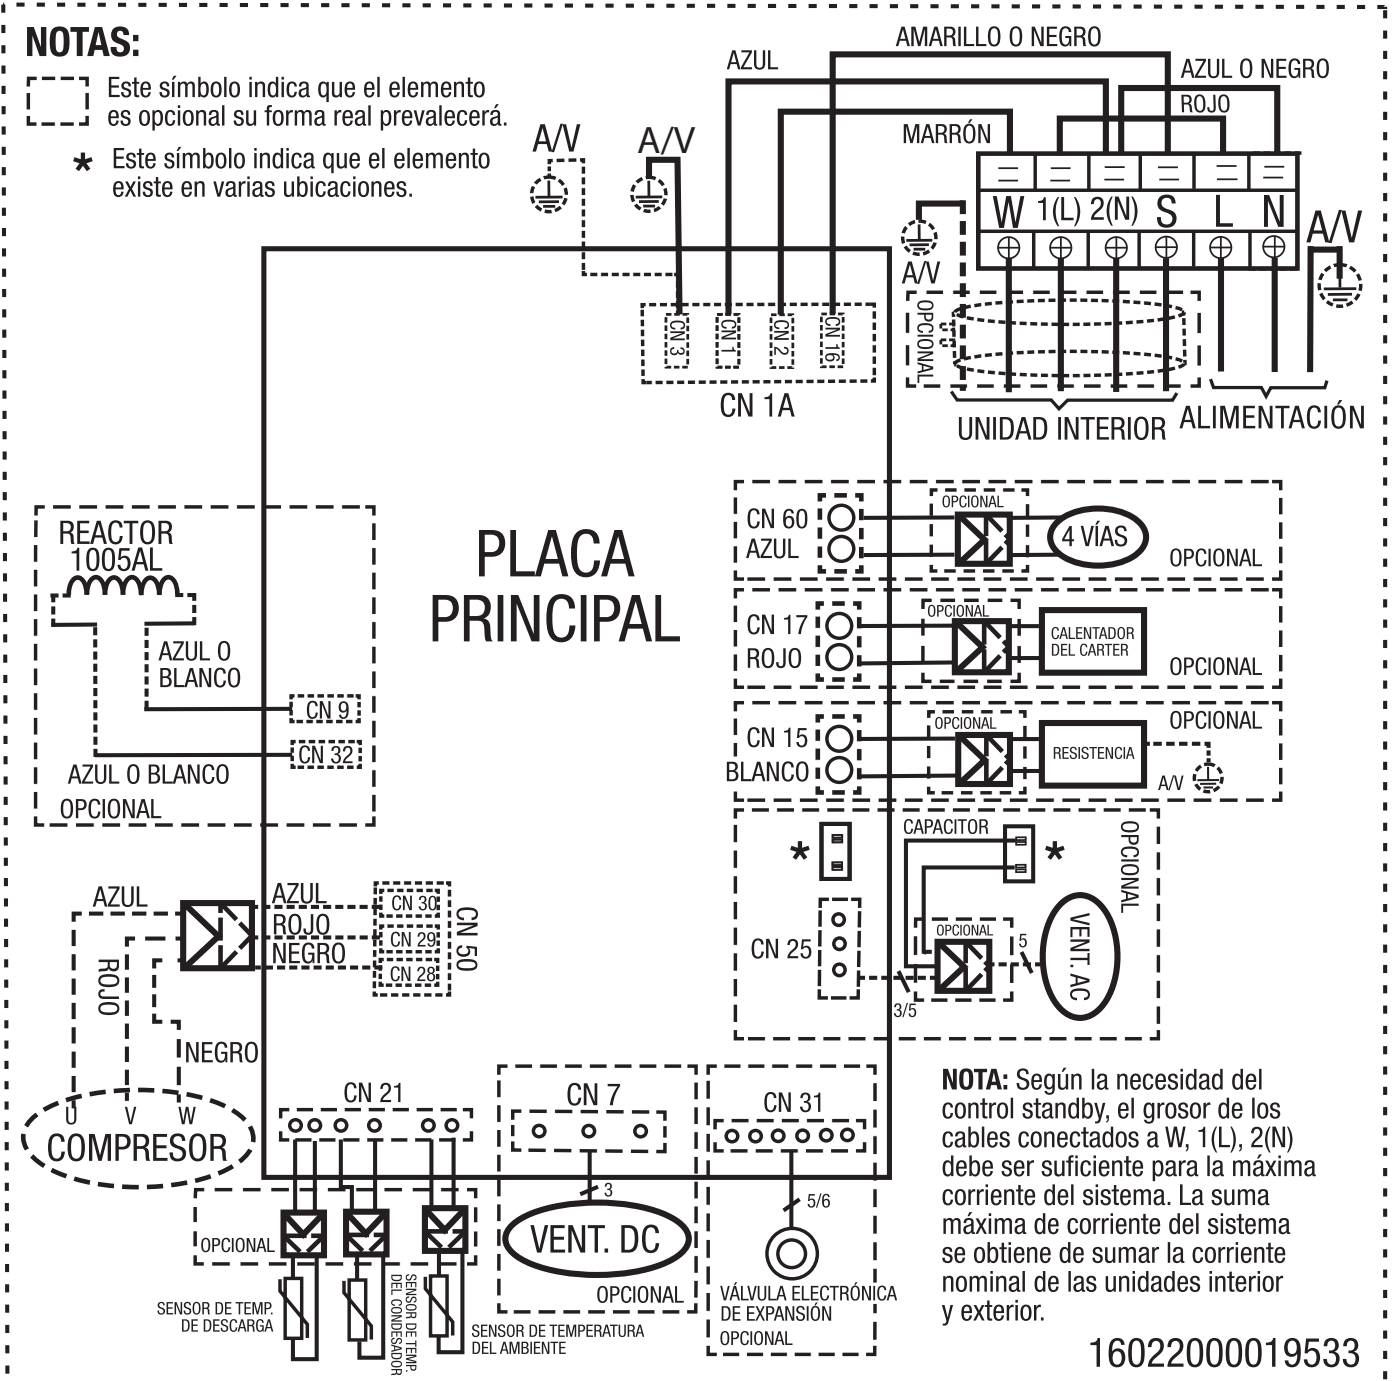 NOTAS:
Este símbolo indica que el elemento
es opcional su forma real prevalecerá.
* Este símbolo indica que el elemento
existe en varias ubicaciones.
AMARILLO O NEGRO
AZUL
AZUL O NEGRO
ROJO
MARRÓN
A/V
A/V
W 1(L) 2(N) S L N
A/V
A/V
OPCIONAL
CN 3
CN 1
CN 2
CN 16
CN 1A
UNIDAD INTERIOR
ALIMENTACIÓN
REACTOR
1005AL
AZUL O
BLANCO
CN 9
CN 32
AZUL O BLANCO
OPCIONAL
PLACA
PRINCIPAL
CN 60
AZUL
OPCIONAL
4 VÍAS
OPCIONAL
CN 17
ROJO
OPCIONAL
CALENTADOR
DEL CARTER
OPCIONAL
CN 15
BLANCO
OPCIONAL
RESISTENCIA
OPCIONAL
A/V
CAPACITOR
*
*
OPCIONAL
CN 25
OPCIONAL
3/5
5
VENT. AC
AZUL
ROJO
NEGRO
AZUL
ROJO
NEGRO
CN 30
CN 29
CN 28
CN 50
U V W
COMPRESOR
CN 21
OPCIONAL
SENSOR DE TEMP.
DE DESCARGA
SENSOR DE TEMP.
DEL CONDESADOR
SENSOR DE TEMPERATURA
DEL AMBIENTE
CN 7
3
VENT. DC
OPCIONAL
CN 31
5/6
VÁLVULA ELECTRÓNICA
DE EXPANSIÓN
OPCIONAL
NOTA: Según la necesidad del
control standby, el grosor de los
cables conectados a W, 1(L), 2(N)
debe ser suficiente para la máxima
corriente del sistema. La suma
máxima de corriente del sistema
se obtiene de sumar la corriente
nominal de las unidades interior
y exterior.
16022000019533